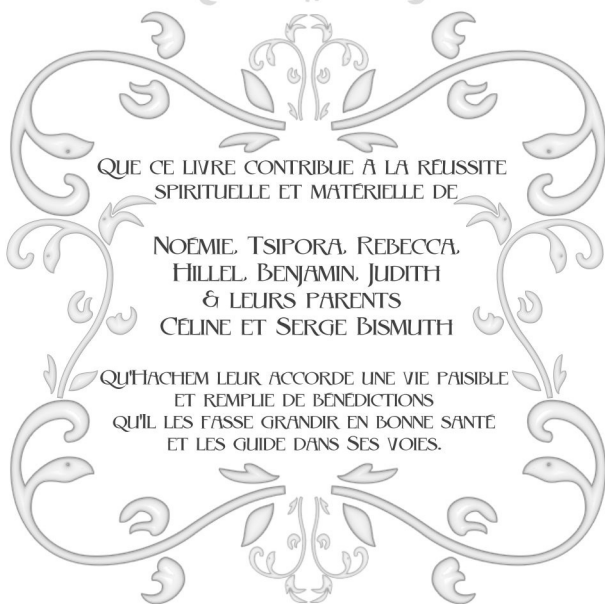 QUE CE LIVRE CONTRIBUE À LA RÉUSSITE
SPIRITUELLE ET MATÉRIELLE DE
NOÉMIE, TSIPORA, REBECCA,
HILLEL, BENJAMIN, JUDITH
& LEURS PARENTS
CÉLINE ET SERGE BISMUTH
QU'HACHEM LEUR ACCORDE UNE VIE PAISIBLE
ET REMPLIE DE BÉNÉDICTIONS
QU'IL LES FASSE GRANDIR EN BONNE SANTÉ
ET LES GUIDE DANS SES VOIES.